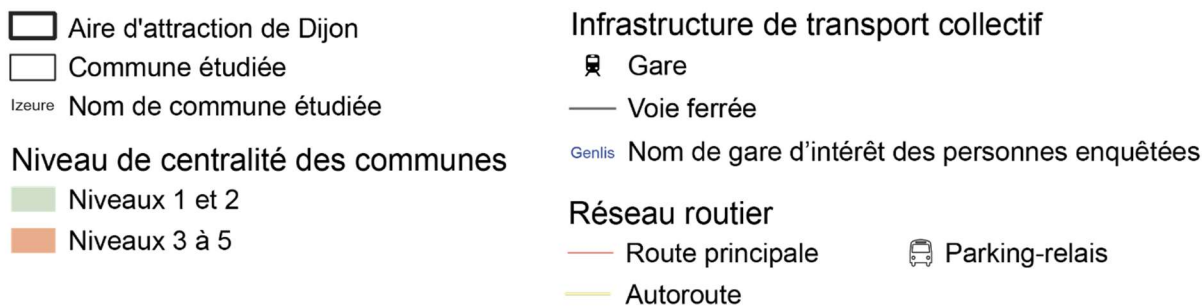 Aire d'attraction de Dijon
Commune étudiée
Izeure Nom de commune étudiée
Niveau de centralité des communes
Niveaux 1 et 2
Niveaux 3 à 5
Infrastructure de transport collectif
Gare
Voie ferrée
Genlis Nom de gare d’intérêt des personnes enquêtées
Réseau routier
Route principale
Parking-relais
Autoroute